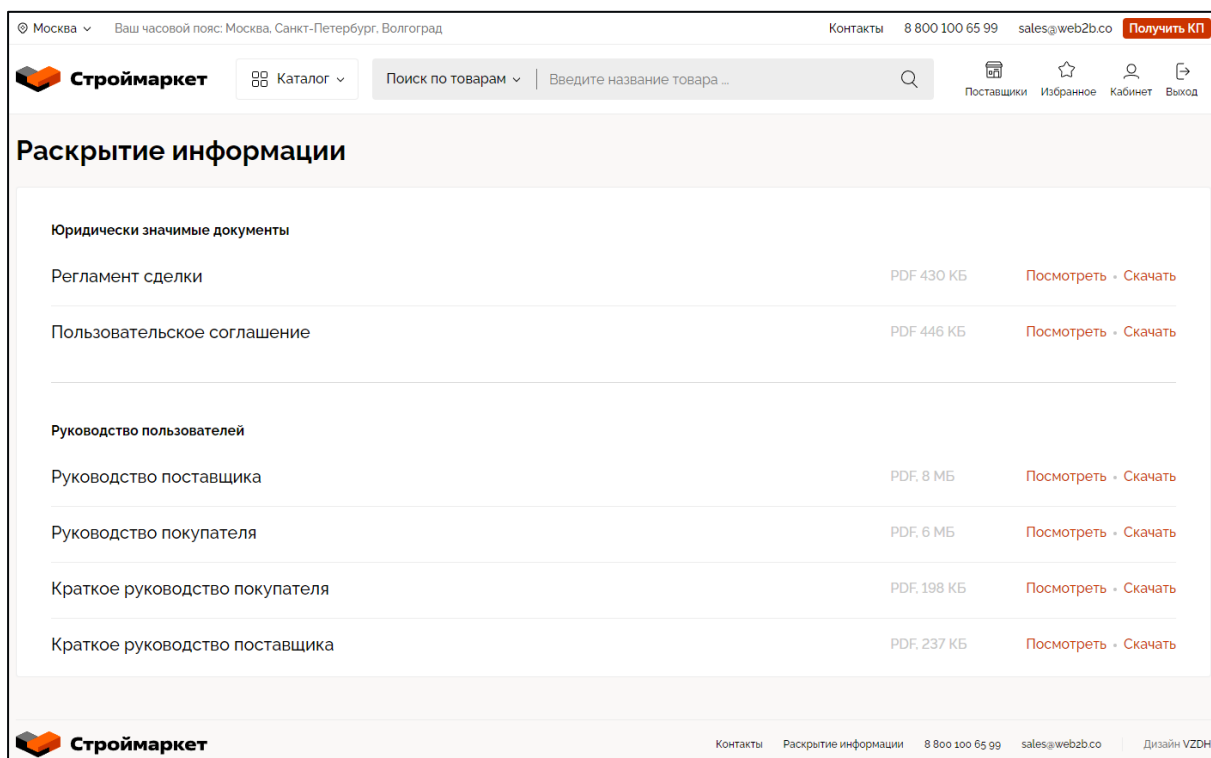 Москва Ваш часовой пояс: Москва, Санкт-Петербург, Волгоград Контакты 8 800 100 65 99 sales@web2b.co Получить КП
Строймаркет Каталог Поиск по товарам Введите название товара ... Поставщики Избранное Кабинет Выход
Раскрытие информации
Юридически значимые документы
Регламент сделки PDF 430 КБ Посмотреть • Скачать
Пользовательское соглашение PDF 446 КБ Посмотреть • Скачать
Руководство пользователей
Руководство поставщика PDF, 8 МБ Посмотреть • Скачать
Руководство покупателя PDF, 6 МБ Посмотреть • Скачать
Краткое руководство покупателя PDF, 198 КБ Посмотреть • Скачать
Краткое руководство поставщика PDF, 237 КБ Посмотреть • Скачать
Строймаркет Контакты Раскрытие информации 8 800 100 65 99 sales@web2b.co Дизайн VZDH